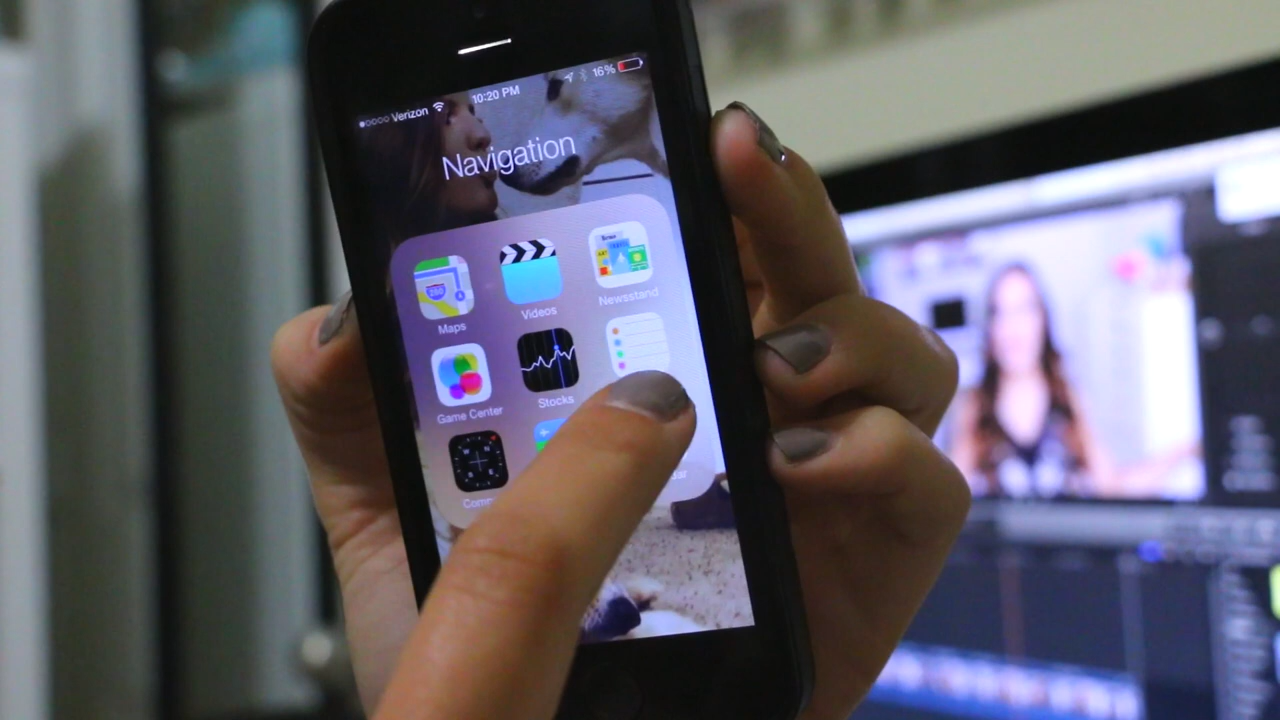 Verizon 10:20 PM 16%
Navigation
Maps Videos Newsstand
Game Center Stocks